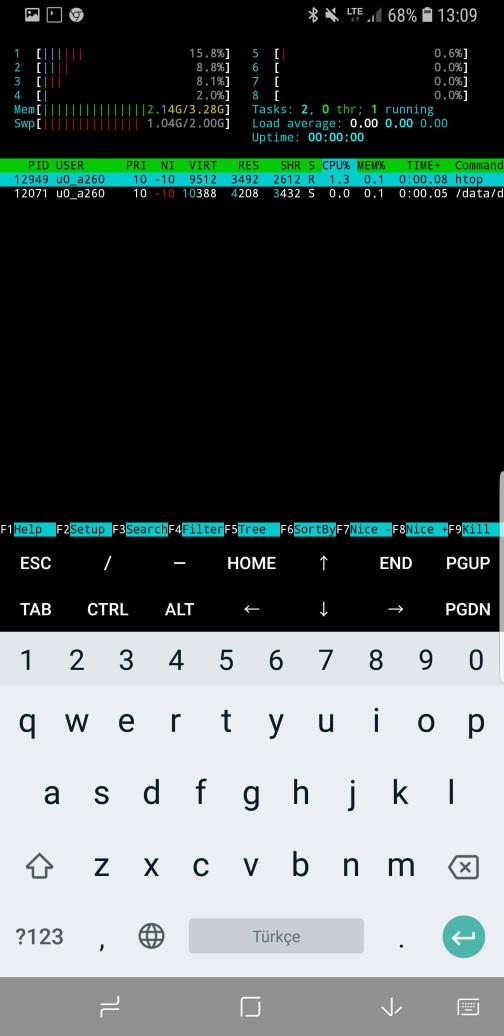 LTE 68% 13:09
1 [||||||| 15.8%] 5 [| 0.6%]
2 [||||| 8.8%] 6 [ 0.0%]
3 [|||| 8.1%] 7 [ 0.0%]
4 [| 2.0%] 8 [ 0.0%]
Mem[|||||||||||||||2.14G/3.28G] Tasks: 2, 0 thr; 1 running
Swp[|||||||||||||| 1.04G/2.00G] Load average: 0.00 0.00 0.00
Uptime: 00:00:00
PID USER PRI NI VIRT RES SHR S CPU% MEM% TIME+ Command
12949 u0_a260 10 -10 9512 3492 2612 R 1.3 0.1 0:00.08 htop
12071 u0_a260 10 -10 10388 4208 3432 S 0.0 0.1 0:00.05 /data/d
F1Help F2Setup F3SearchF4FilterF5Tree F6SortByF7Nice -F8Nice +F9Kill
ESC / – HOME ↑ END PGUP
TAB CTRL ALT ← ↓ → PGDN
1 2 3 4 5 6 7 8 9 0
q w e r t y u i o p
a s d f g h j k l
z x c v b n m
?123 , Türkçe .